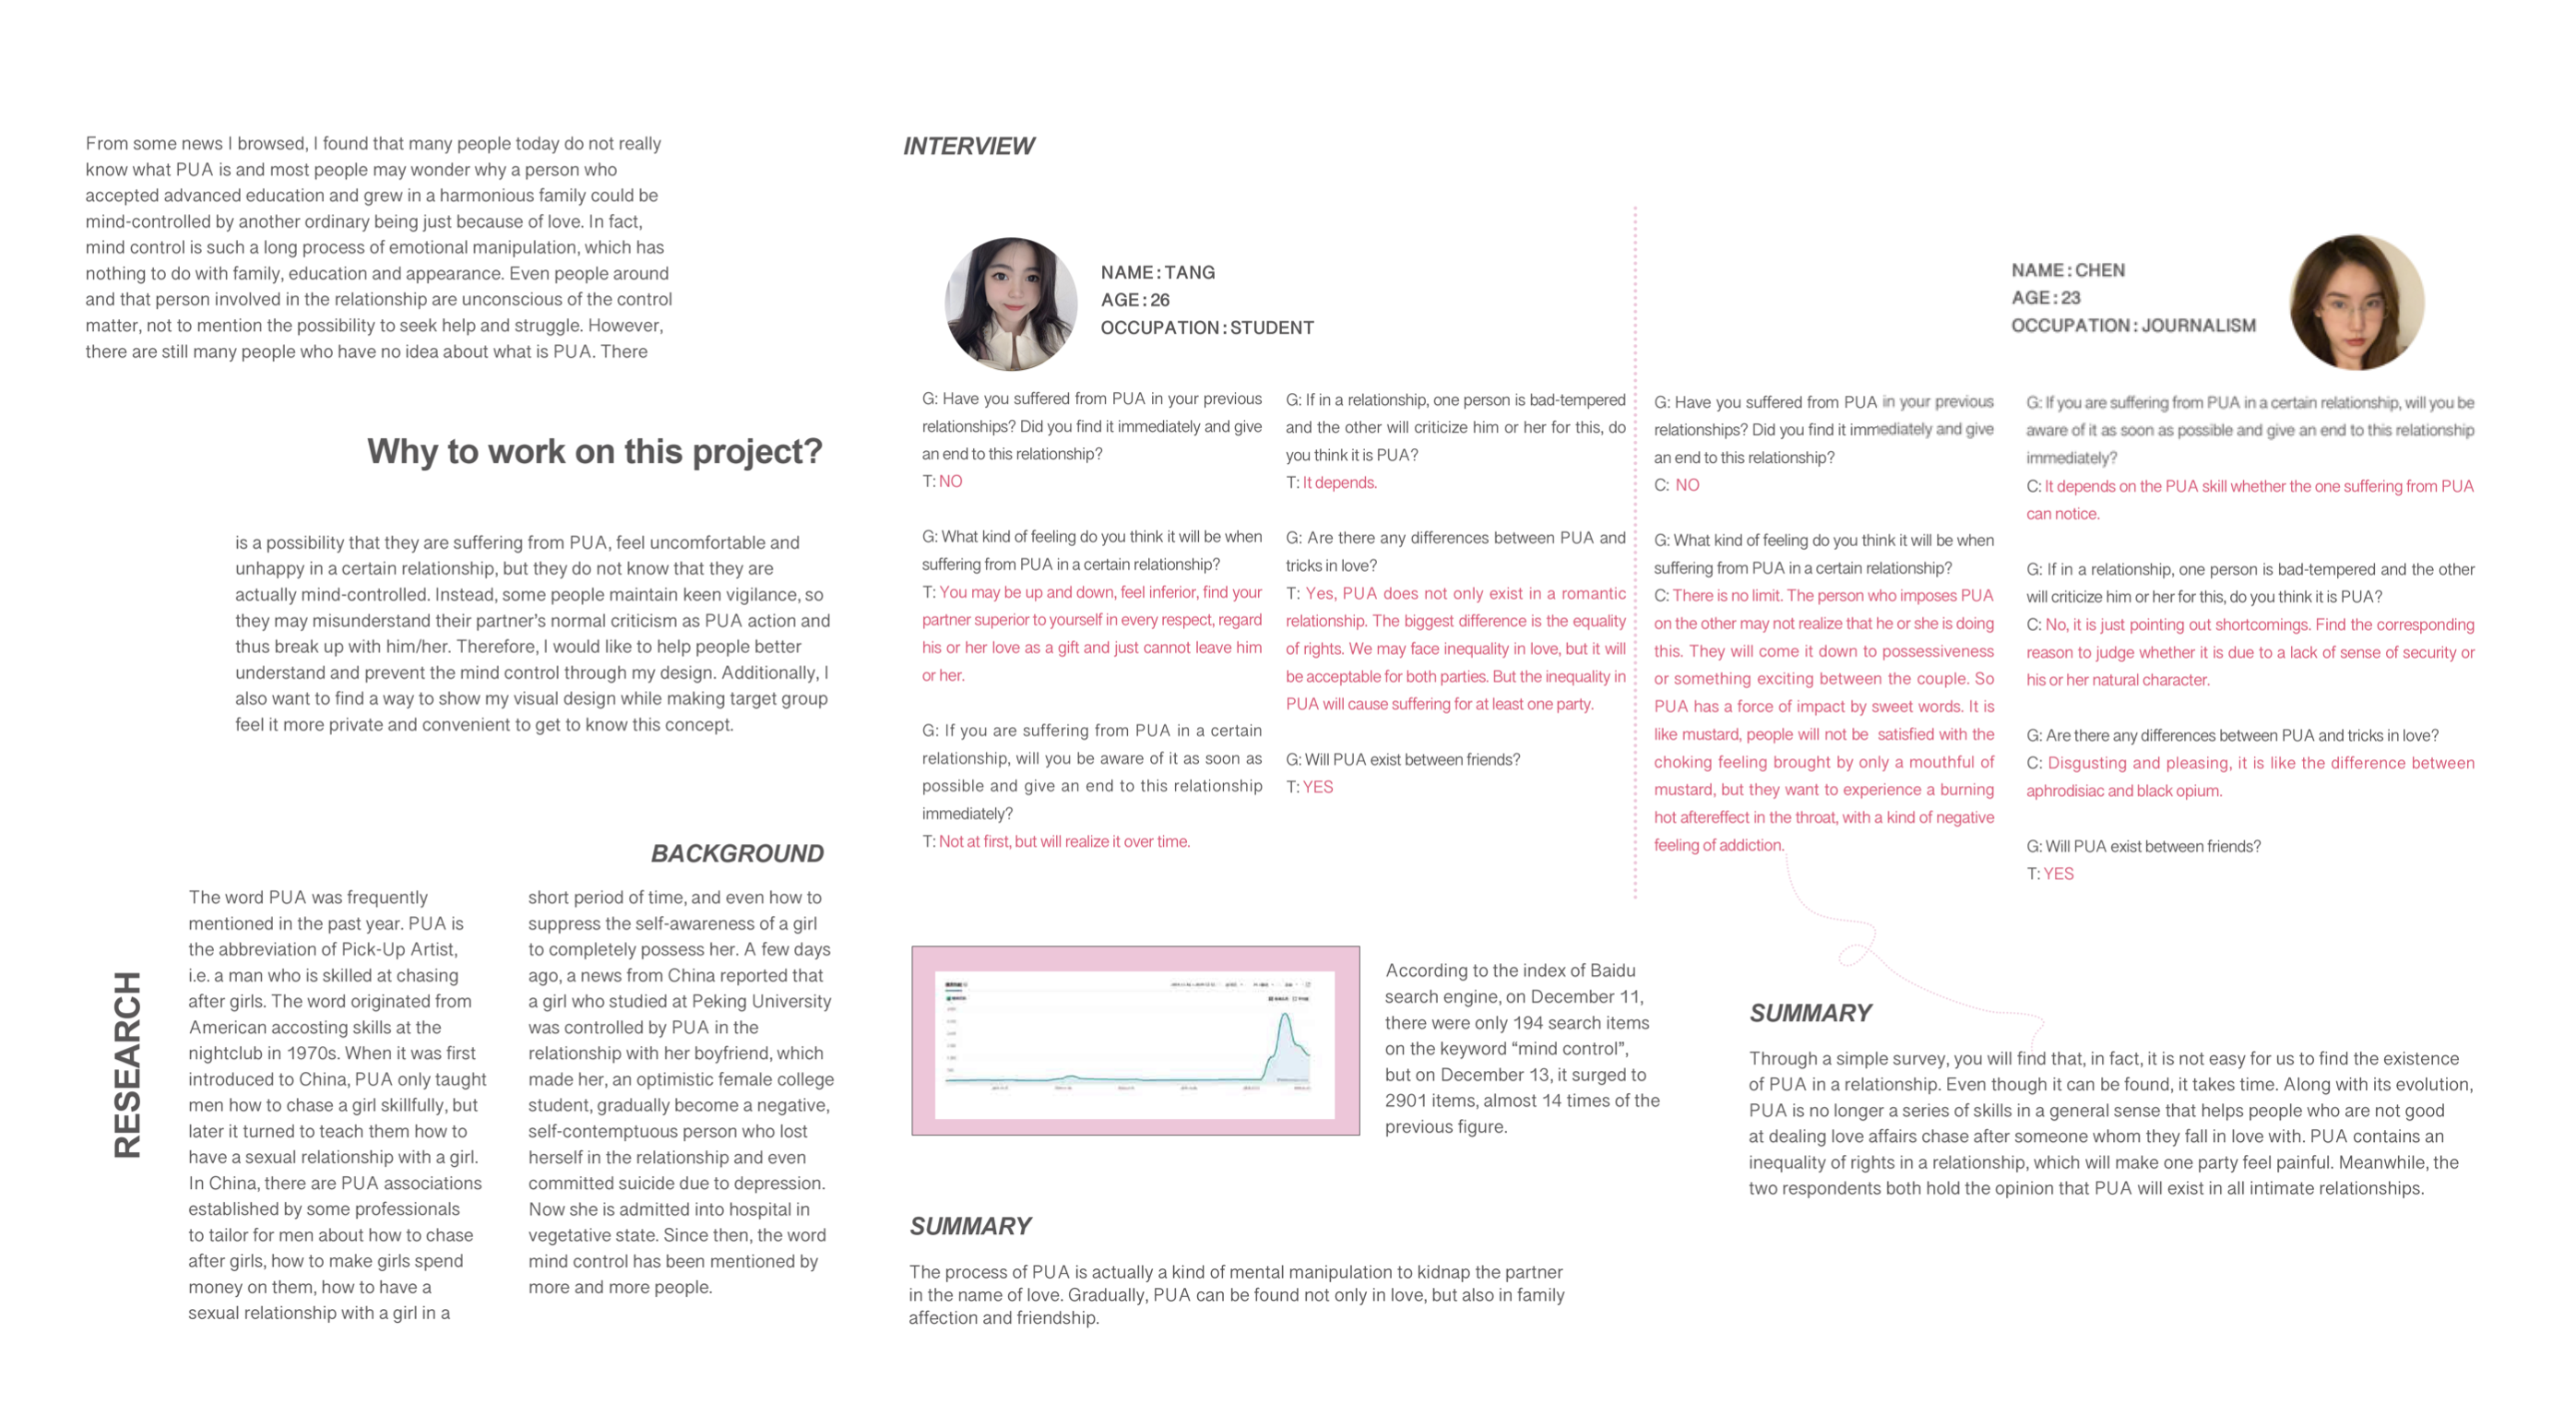 From some news I browsed, I found that many people today do not really
know what PUA is and most people may wonder why a person who
accepted advanced education and grew in a harmonious family could be
mind-controlled by another ordinary being just because of love. In fact,
mind control is such a long process of emotional manipulation, which has
nothing to do with family, education and appearance. Even people around
and that person involved in the relationship are unconscious of the control
matter, not to mention the possibility to seek help and struggle. However,
there are still many people who have no idea about what is PUA. There
Why to work on this project?
is a possibility that they are suffering from PUA, feel uncomfortable and
unhappy in a certain relationship, but they do not know that they are
actually mind-controlled. Instead, some people maintain keen vigilance, so
they may misunderstand their partner's normal criticism as PUA action and
thus break up with him/her. Therefore, I would like to help people better
understand and prevent the mind control through my design. Additionally, I
also want to find a way to show my visual design while making target group
feel it more private and convenient to get to know this concept.
RESEARCH
BACKGROUND
The word PUA was frequently
mentioned in the past year. PUA is
the abbreviation of Pick-Up Artist,
i.e. a man who is skilled at chasing
after girls. The word originated from
American accosting skills at the
nightclub in 1970s. When it was first
introduced to China, PUA only taught
men how to chase a girl skillfully, but
later it turned to teach them how to
have a sexual relationship with a girl.
In China, there are PUA associations
established by some professionals
to tailor for men about how to chase
after girls, how to make girls spend
money on them, how to have a
sexual relationship with a girl in a
short period of time, and even how to
suppress the self-awareness of a girl
to completely possess her. A few days
ago, a news from China reported that
a girl who studied at Peking University
was controlled by PUA in the
relationship with her boyfriend, which
made her, an optimistic female college
student, gradually become a negative,
self-contemptuous person who lost
herself in the relationship and even
committed suicide due to depression.
Now she is admitted into hospital in
vegetative state. Since then, the word
mind control has been mentioned by
more and more people.
INTERVIEW
NAME : TANG
AGE : 26
OCCUPATION : STUDENT
G: Have you suffered from PUA in your previous
relationships? Did you find it immediately and give
an end to this relationship?
T: NO
G: What kind of feeling do you think it will be when
suffering from PUA in a certain relationship?
T: You may be up and down, feel inferior, find your
partner superior to yourself in every respect, regard
his or her love as a gift and just cannot leave him
or her.
G: If you are suffering from PUA in a certain
relationship, will you be aware of it as soon as
possible and give an end to this relationship
immediately?
T: Not at first, but will realize it over time.
G: If in a relationship, one person is bad-tempered
and the other will criticize him or her for this, do
you think it is PUA?
T: It depends.
G: Are there any differences between PUA and
tricks in love?
T: Yes, PUA does not only exist in a romantic
relationship. The biggest difference is the equality
of rights. We may face inequality in love, but it will
be acceptable for both parties. But the inequality in
PUA will cause suffering for at least one party.
G: Will PUA exist between friends?
T: YES
NAME : CHEN
AGE : 23
OCCUPATION : JOURNALISM
G: Have you suffered from PUA in your previous
relationships? Did you find it immediately and give
an end to this relationship?
C: NO
G: What kind of feeling do you think it will be when
suffering from PUA in a certain relationship?
C: There is no limit. The person who imposes PUA
on the other may not realize that he or she is doing
this. They will come it down to possessiveness
or something exciting between the couple. So
PUA has a force of impact by sweet words. It is
like mustard, people will not be satisfied with the
choking feeling brought by only a mouthful of
mustard, but they want to experience a burning
hot aftereffect in the throat, with a kind of negative
feeling of addiction.
G: If you are suffering from PUA in a certain relationship, will you be
aware of it as soon as possible and give an end to this relationship
immediately?
C: It depends on the PUA skill whether the one suffering from PUA
can notice.
G: If in a relationship, one person is bad-tempered and the other
will criticize him or her for this, do you think it is PUA?
C: No, it is just pointing out shortcomings. Find the corresponding
reason to judge whether it is due to a lack of sense of security or
his or her natural character.
G: Are there any differences between PUA and tricks in love?
C: Disgusting and pleasing, it is like the difference between
aphrodisiac and black opium.
G: Will PUA exist between friends?
T: YES
According to the index of Baidu
search engine, on December 11,
there were only 194 search items
on the keyword “mind control”,
but on December 13, it surged to
2901 items, almost 14 times of the
previous figure.
SUMMARY
The process of PUA is actually a kind of mental manipulation to kidnap the partner
in the name of love. Gradually, PUA can be found not only in love, but also in family
affection and friendship.
SUMMARY
Through a simple survey, you will find that, in fact, it is not easy for us to find the existence
of PUA in a relationship. Even though it can be found, it takes time. Along with its evolution,
PUA is no longer a series of skills in a general sense that helps people who are not good
at dealing love affairs chase after someone whom they fall in love with. PUA contains an
inequality of rights in a relationship, which will make one party feel painful. Meanwhile, the
two respondents both hold the opinion that PUA will exist in all intimate relationships.